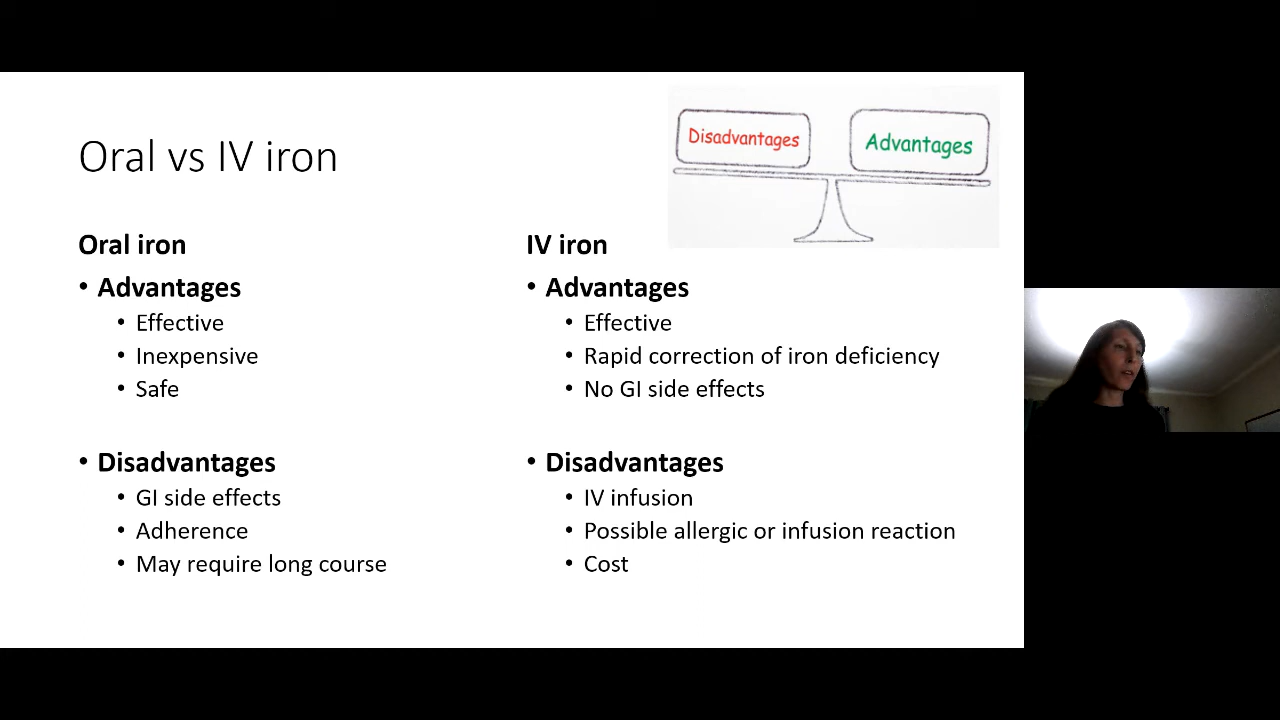 Oral vs IV iron
Disadvantages
Advantages
Oral iron
• Advantages
• Effective
• Inexpensive
• Safe
• Disadvantages
• GI side effects
• Adherence
• May require long course
IV iron
• Advantages
• Effective
• Rapid correction of iron deficiency
• No GI side effects
• Disadvantages
• IV infusion
• Possible allergic or infusion reaction
• Cost